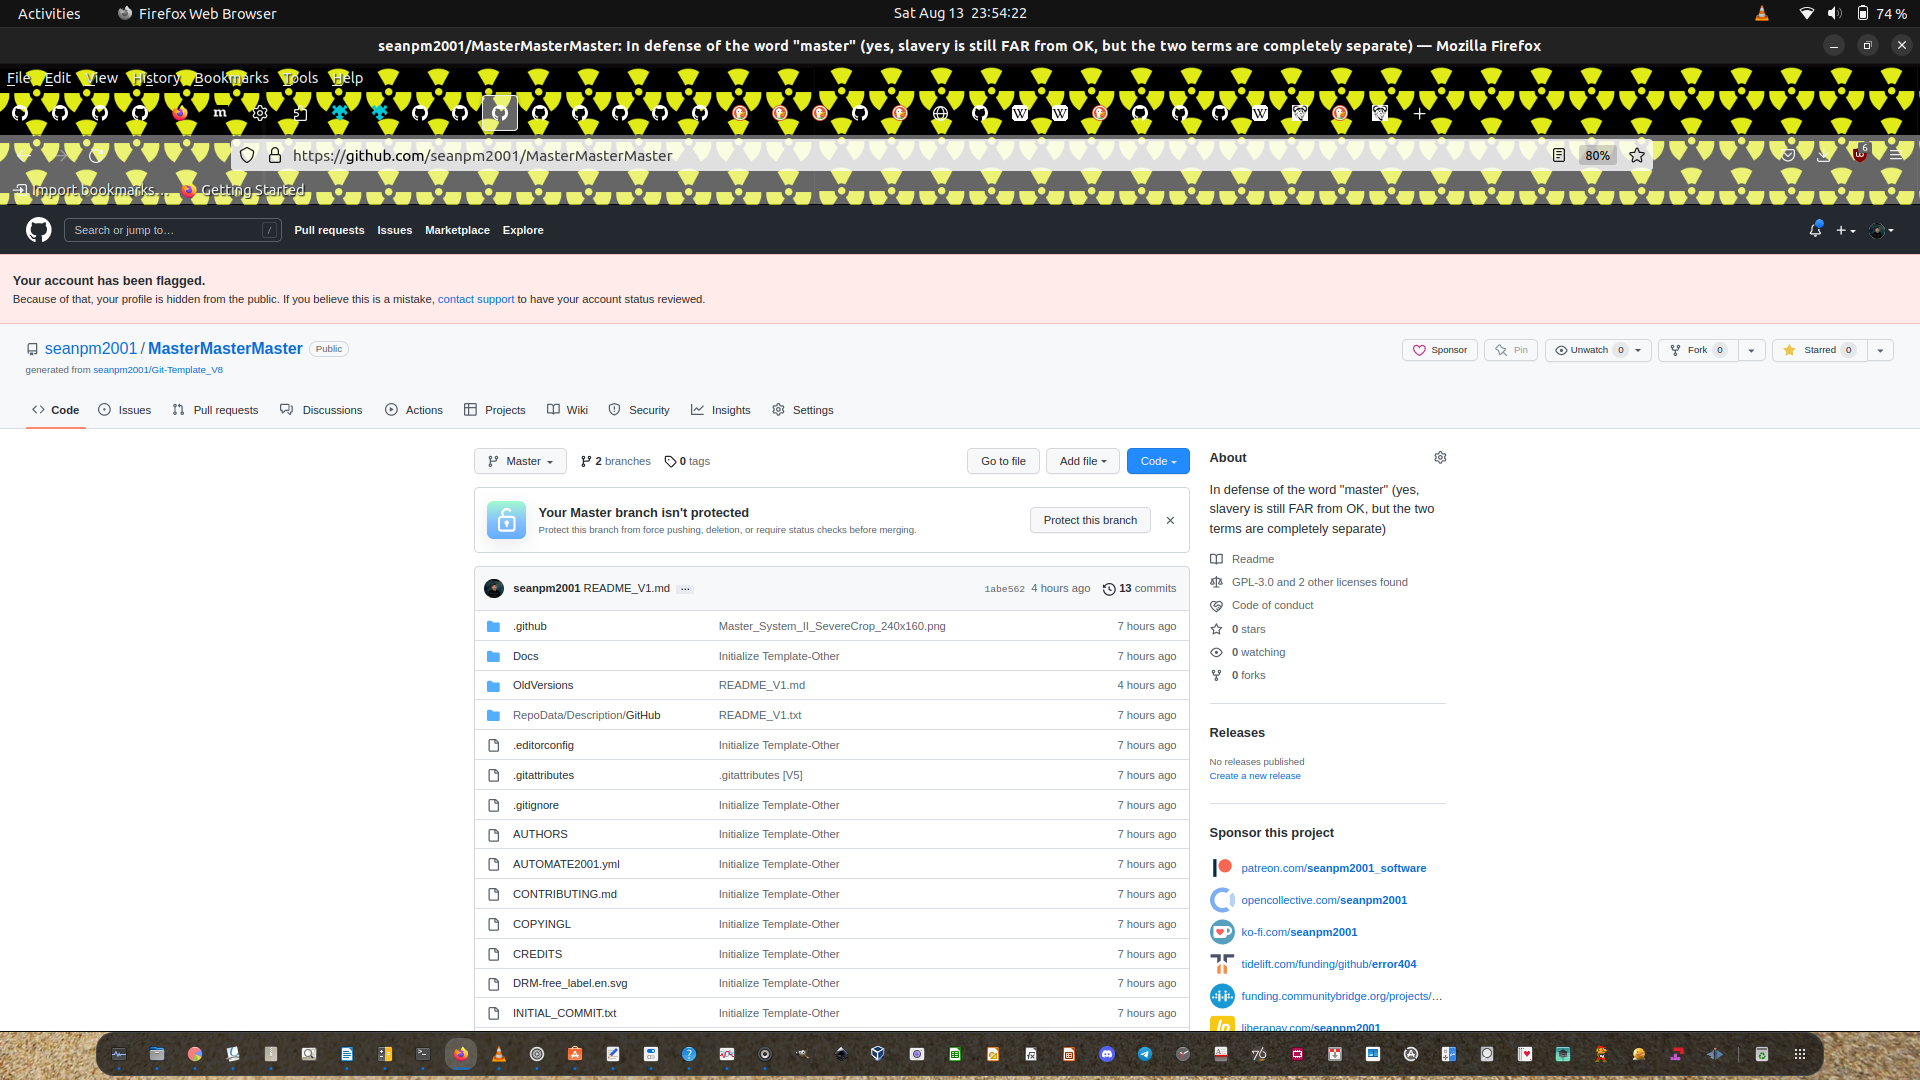 Activities
Firefox Web Browser
Sat Aug 13 23:54:22
74 %
seanpm2001/MasterMasterMaster: In defense of the word "master" (yes, slavery is still FAR from OK, but the two terms are completely separate) — Mozilla Firefox
File Edit View History Bookmarks Tools Help
https://github.com/seanpm2001/MasterMasterMaster
80%
6
Import bookmarks... Getting Started
Search or jump to... /
Pull requests Issues Marketplace Explore
Your account has been flagged.
Because of that, your profile is hidden from the public. If you believe this is a mistake, contact support to have your account status reviewed.
seanpm2001 / MasterMasterMaster Public
generated from seanpm2001/Git-Template_V8
Sponsor Pin Unwatch 0 Fork 0 Starred 0
Code Issues Pull requests Discussions Actions Projects Wiki Security Insights Settings
Master 2 branches 0 tags Go to file Add file Code
Your Master branch isn't protected
Protect this branch from force pushing, deletion, or require status checks before merging.
Protect this branch
seanpm2001 README_V1.md ... 1abe562 4 hours ago 13 commits
.github Master_System_II_SevereCrop_240x160.png 7 hours ago
Docs Initialize Template-Other 7 hours ago
OldVersions README_V1.md 4 hours ago
RepoData/Description/GitHub README_V1.txt 7 hours ago
.editorconfig Initialize Template-Other 7 hours ago
.gitattributes .gitattributes [V5] 7 hours ago
.gitignore Initialize Template-Other 7 hours ago
AUTHORS Initialize Template-Other 7 hours ago
AUTOMATE2001.yml Initialize Template-Other 7 hours ago
CONTRIBUTING.md Initialize Template-Other 7 hours ago
COPYINGL Initialize Template-Other 7 hours ago
CREDITS Initialize Template-Other 7 hours ago
DRM-free_label.en.svg Initialize Template-Other 7 hours ago
INITIAL_COMMIT.txt Initialize Template-Other 7 hours ago
About
In defense of the word "master" (yes,
slavery is still FAR from OK, but the two
terms are completely separate)
Readme
GPL-3.0 and 2 other licenses found
Code of conduct
0 stars
0 watching
0 forks
Releases
No releases published
Create a new release
Sponsor this project
patreon.com/seanpm2001_software
opencollective.com/seanpm2001
ko-fi.com/seanpm2001
tidelift.com/funding/github/error404
funding.communitybridge.org/projects/...
liberapay.com/seanpm2001